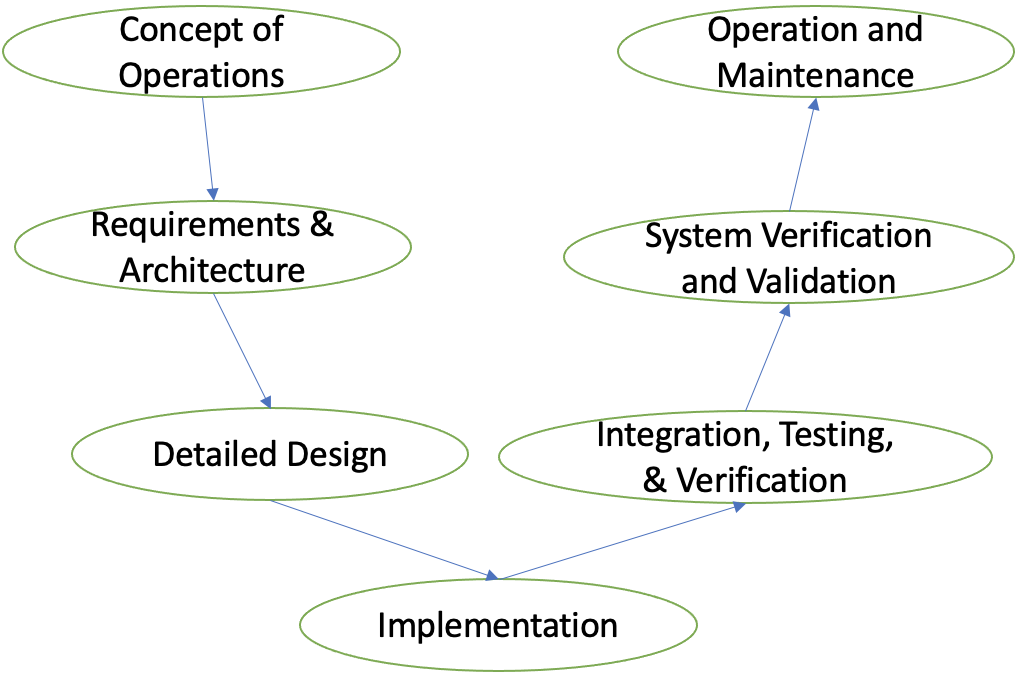 Concept of
Operations
Requirements &
Architecture
Detailed Design
Implementation
Integration, Testing,
& Verification
System Verification
and Validation
Operation and
Maintenance